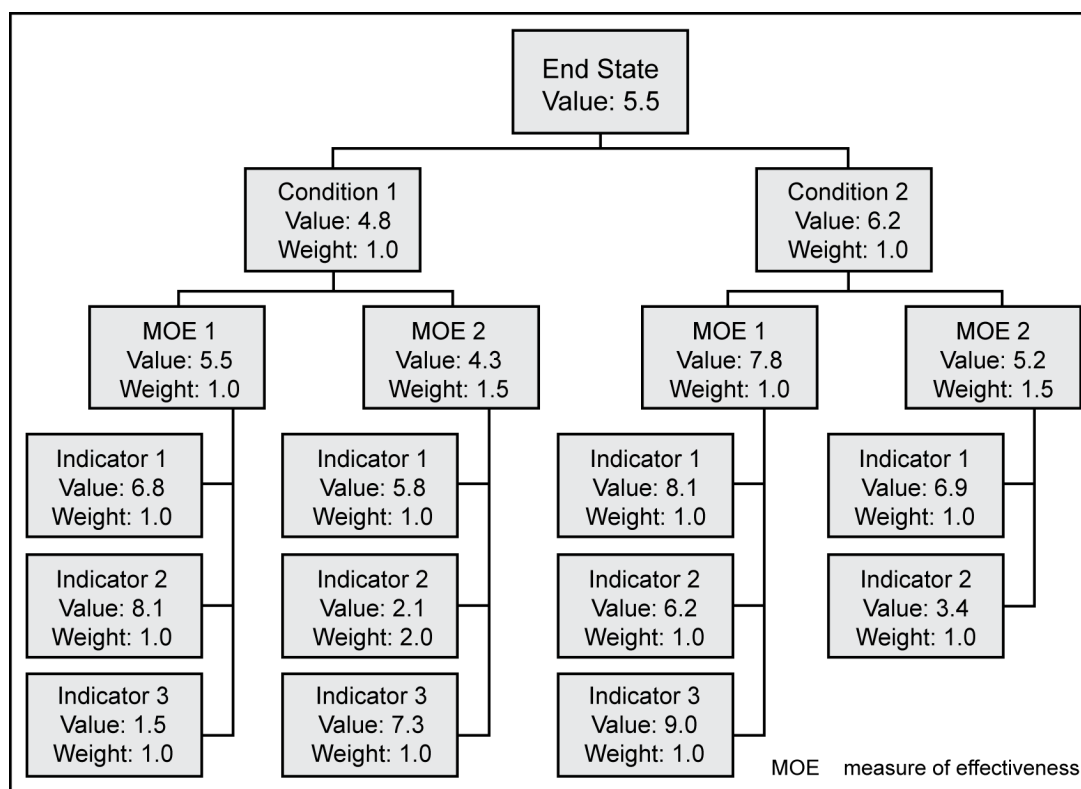 End State
Value: 5.5
Condition 1
Value: 4.8
Weight: 1.0
Condition 2
Value: 6.2
Weight: 1.0
MOE 1
Value: 5.5
Weight: 1.0
MOE 2
Value: 4.3
Weight: 1.5
MOE 1
Value: 7.8
Weight: 1.0
MOE 2
Value: 5.2
Weight: 1.5
Indicator 1
Value: 6.8
Weight: 1.0
Indicator 2
Value: 8.1
Weight: 1.0
Indicator 3
Value: 1.5
Weight: 1.0
Indicator 1
Value: 5.8
Weight: 1.0
Indicator 2
Value: 2.1
Weight: 2.0
Indicator 3
Value: 7.3
Weight: 1.0
Indicator 1
Value: 8.1
Weight: 1.0
Indicator 2
Value: 6.2
Weight: 1.0
Indicator 3
Value: 9.0
Weight: 1.0
Indicator 1
Value: 6.9
Weight: 1.0
Indicator 2
Value: 3.4
Weight: 1.0
MOE measure of effectiveness